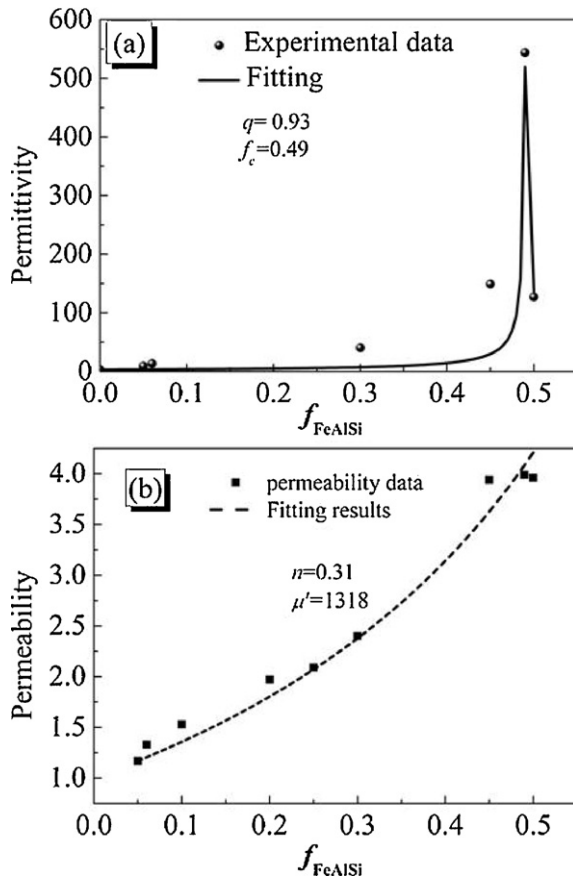 (a)
Experimental data
Fitting
q= 0.93
f_c=0.49
600
500
400
300
200
100
0
Permittivity
0.0 0.1 0.2 0.3 0.4 0.5
f_FeAlSi
(b)
permeability data
Fitting results
n=0.31
μ'=1318
4.0
3.5
3.0
2.5
2.0
1.5
1.0
Permeability
0.0 0.1 0.2 0.3 0.4 0.5
f_FeAlSi